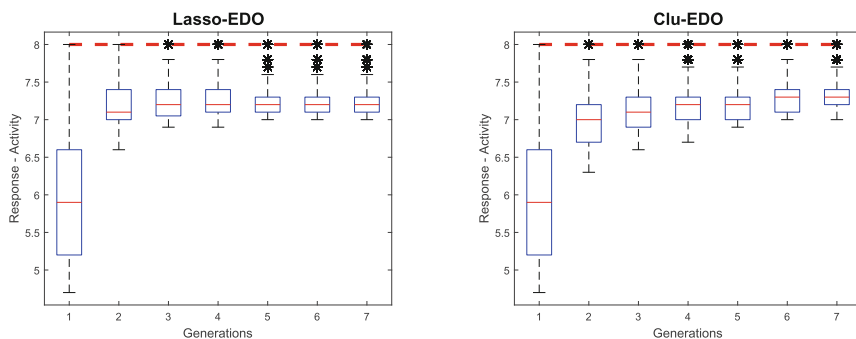 Lasso-EDO
Response - Activity
8
7.5
7
6.5
6
5.5
5
1 2 3 4 5 6 7
Generations
Clu-EDO
Response - Activity
8
7.5
7
6.5
6
5.5
5
1 2 3 4 5 6 7
Generations